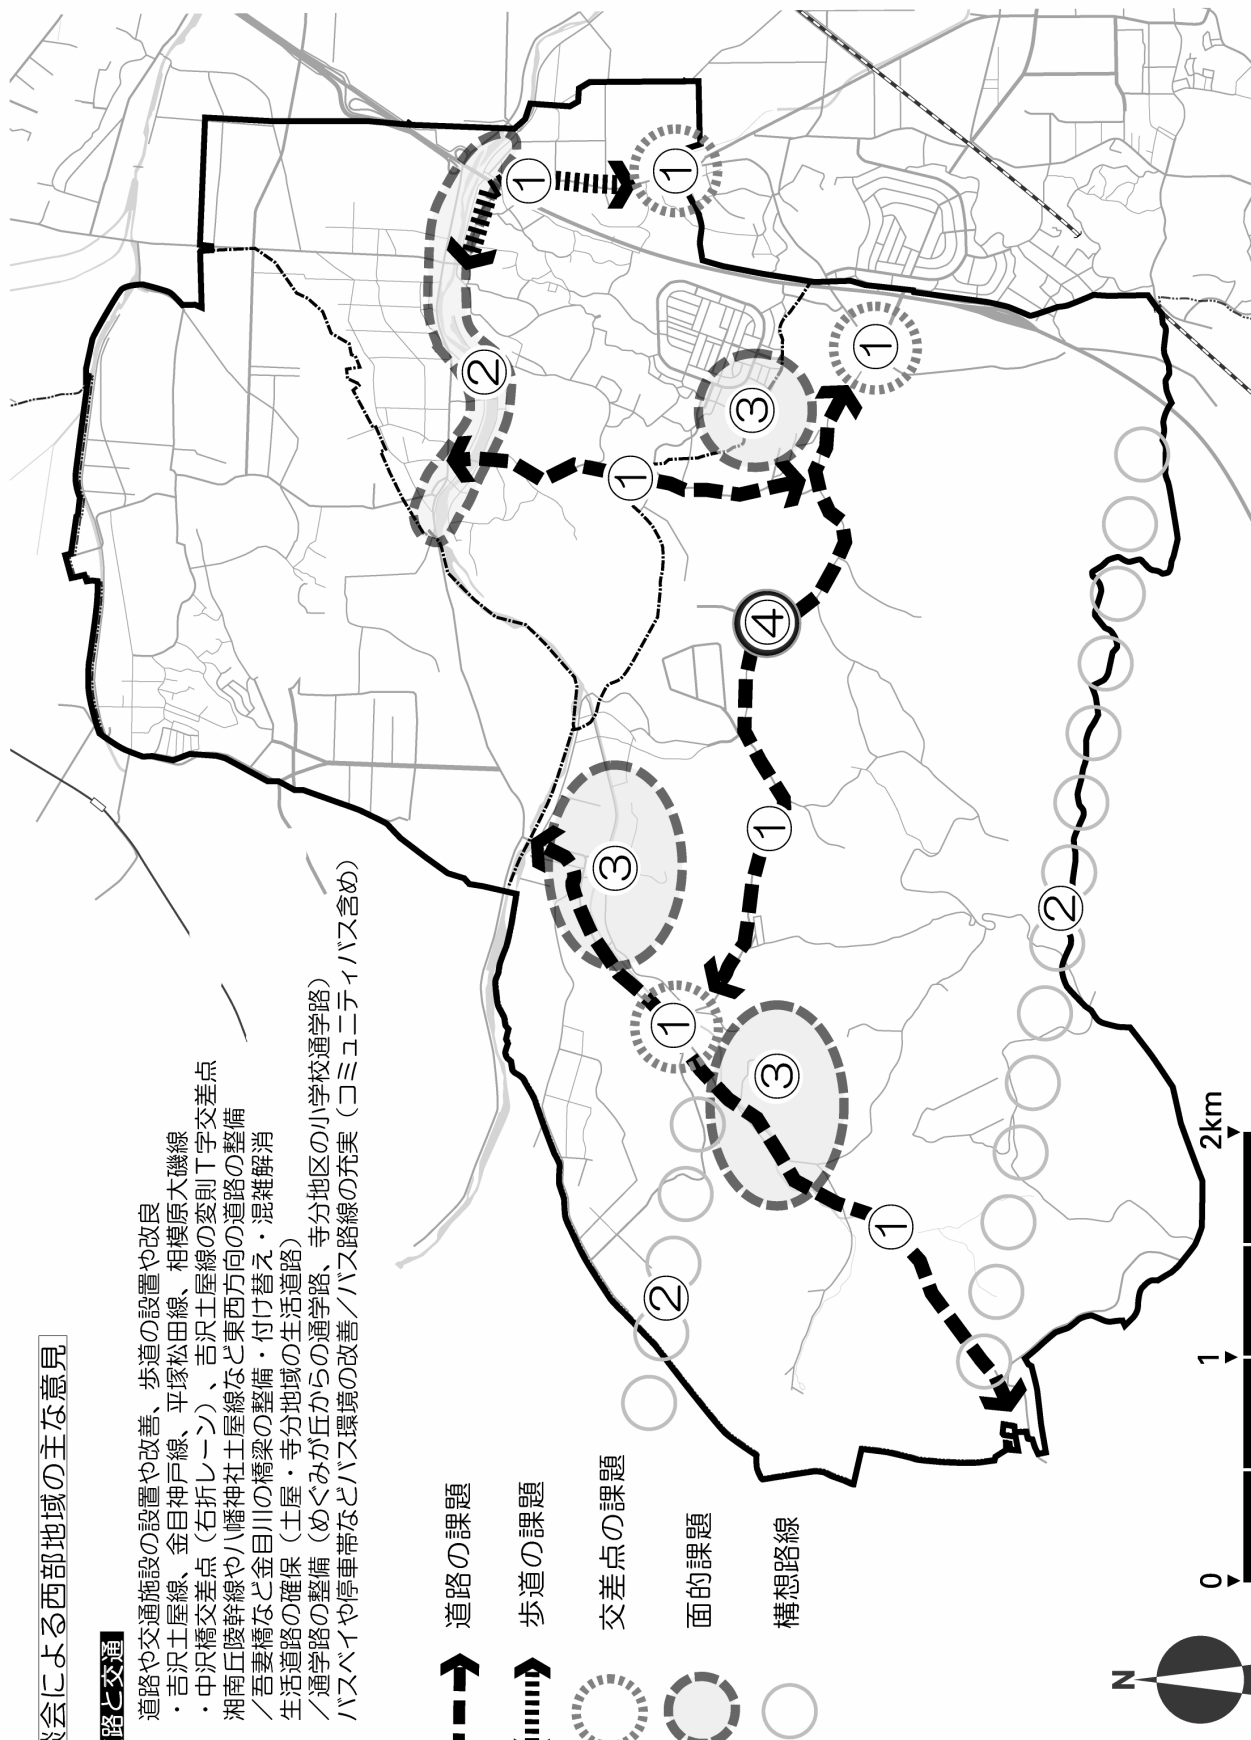 談会による西部地域の主な意見
路と交通
道路や交通施設の設置や改善、歩道の設置や改良
・吉沢土屋線、金目神戸線、平塚松田線、相模原大磯線
・中沢橋交差点（右折レーン）、吉沢土屋線の変則T字交差点
湘南丘陵幹線や八幡神社土屋線など東西方向の道路の整備
／吾妻橋など金目川の橋梁の整備・付け替え・混雑解消
生活道路の確保（土屋・寺分地域の生活道路）
／通学路の整備（めぐみが丘からの通学路、寺分地区の小学校通学路）
バスベイや停車帯などバス環境の改善／バス路線の充実（コミュニティバス含め）
道路の課題
歩道の課題
交差点の課題
面的課題
構想路線
①
①
②
①
③
①
④
①
③
①
③
①
②
②
N
0
1
2km